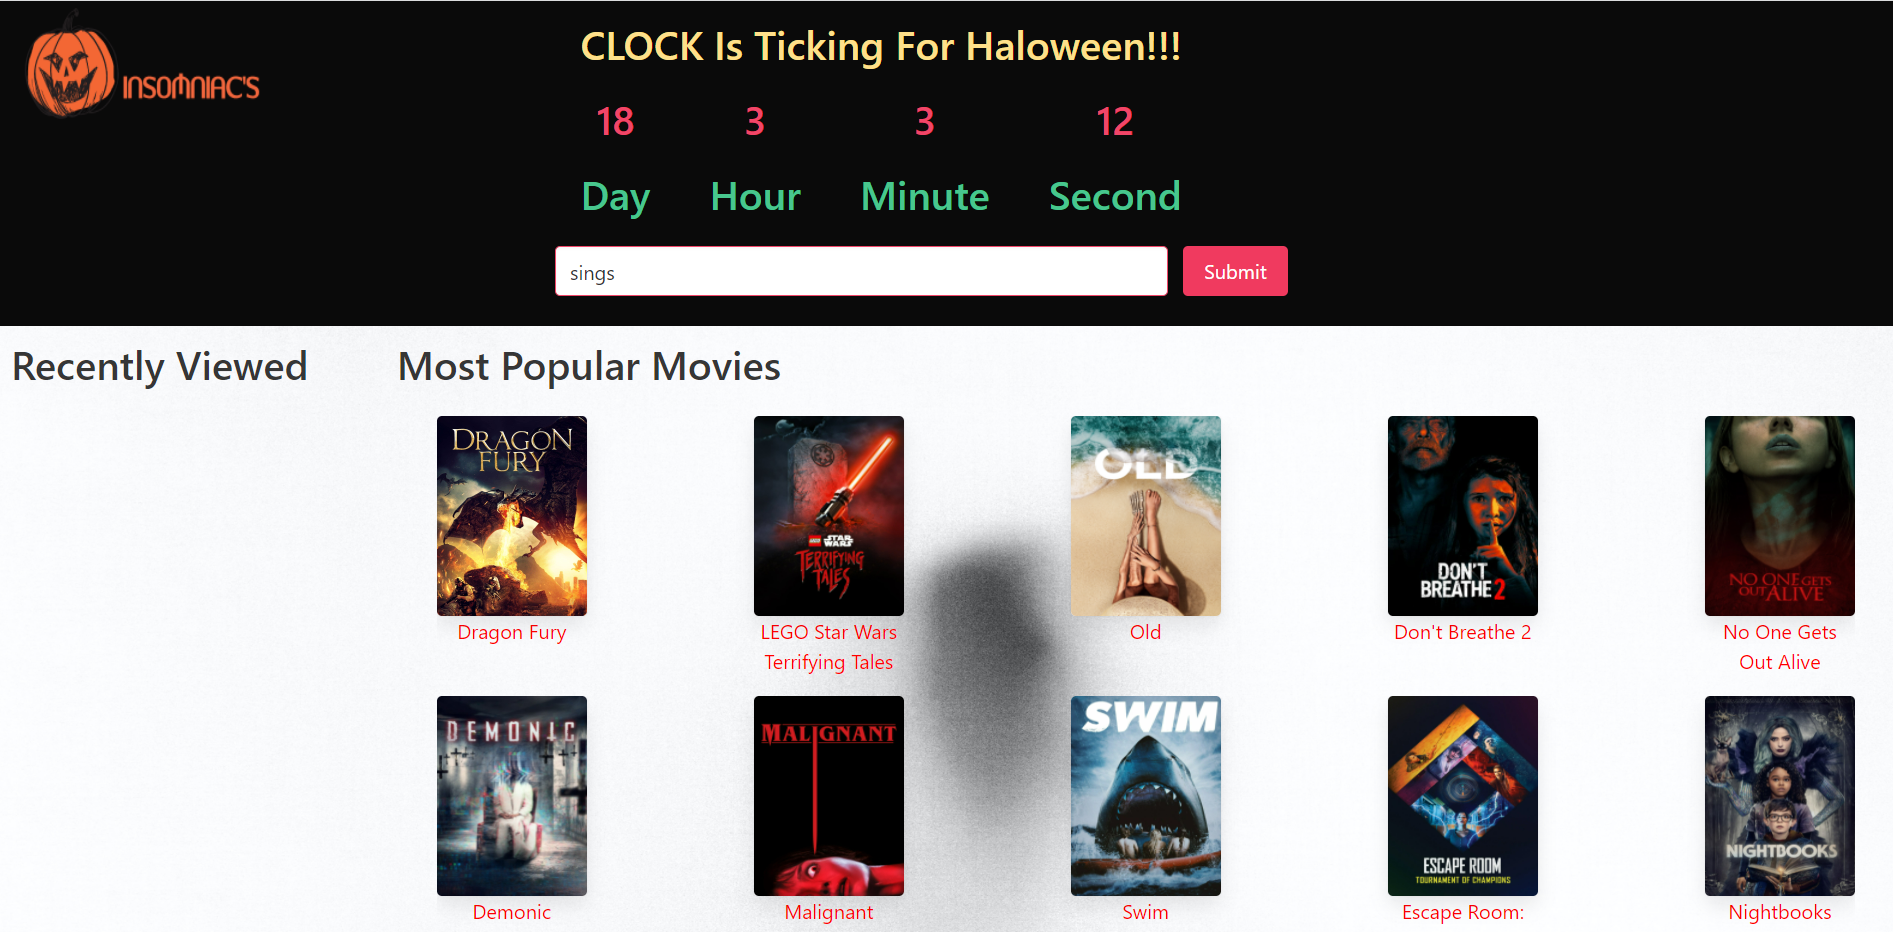 INSOMNIAC'S
CLOCK Is Ticking For Haloween!!!
18 3 3 12
Day Hour Minute Second
sings Submit
Recently Viewed
Most Popular Movies
DRAGON
FURY
LEGO STAR WARS
TERRIFYING
TALES
OLD
DON'T
BREATHE 2
NO ONE GETS
OUT ALIVE
Dragon Fury
LEGO Star Wars
Terrifying Tales
Old
Don't Breathe 2
No One Gets
Out Alive
DEMONIC
MALIGNANT
SWIM
ESCAPE ROOM
TOURNAMENT OF CHAMPIONS
NIGHTBOOKS
Demonic
Malignant
Swim
Escape Room:
Nightbooks